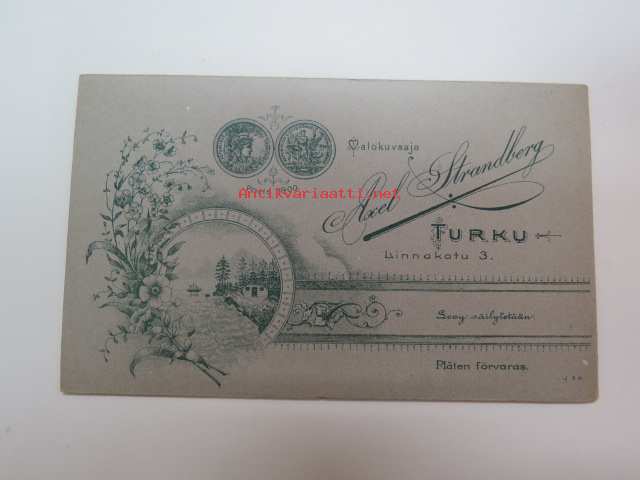 Valokuvaaja
Axel Strandberg
TURKU
Linnakatu 3.
Antikvariaatti.net
Levy säilytetään.
Plåten förvaras.